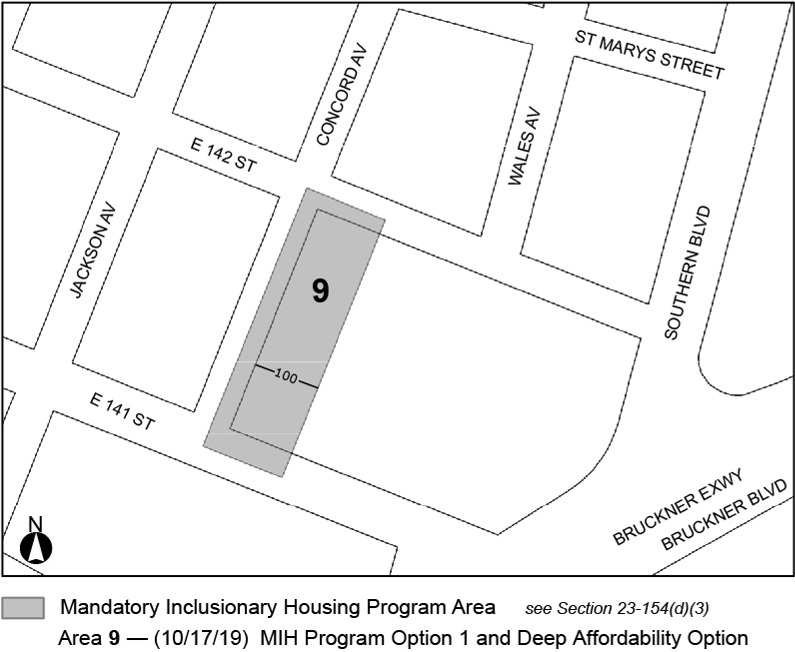 ST MARYS STREET
CONCORD AV
WALES AV
E 142 ST
JACKSON AV
SOUTHERN BLVD
9
100
E 141 ST
BRUCKNER EXWY
BRUCKNER BLVD
N
Mandatory Inclusionary Housing Program Area see Section 23-154(d)(3)
Area 9 — (10/17/19) MIH Program Option 1 and Deep Affordability Option